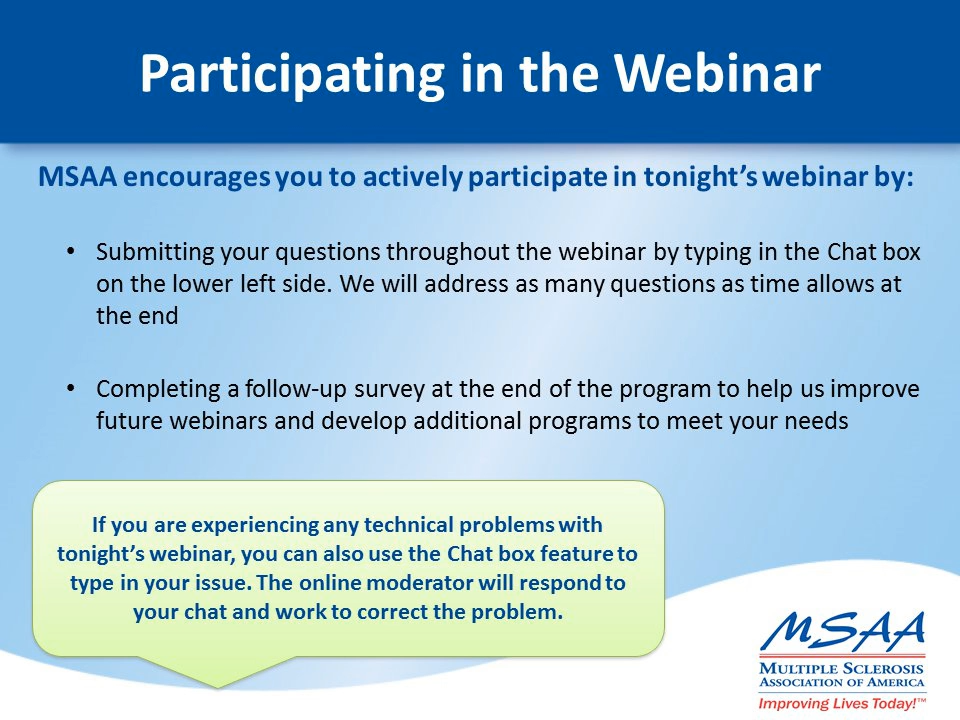 Participating in the Webinar
MSAA encourages you to actively participate in tonight’s webinar by:
• Submitting your questions throughout the webinar by typing in the Chat box
on the lower left side. We will address as many questions as time allows at
the end
• Completing a follow-up survey at the end of the program to help us improve
future webinars and develop additional programs to meet your needs
If you are experiencing any technical problems with
tonight’s webinar, you can also use the Chat box feature to
type in your issue. The online moderator will respond to
your chat and work to correct the problem.
MSAA
MULTIPLE SCLEROSIS
ASSOCIATION OF AMERICA
Improving Lives Today!™